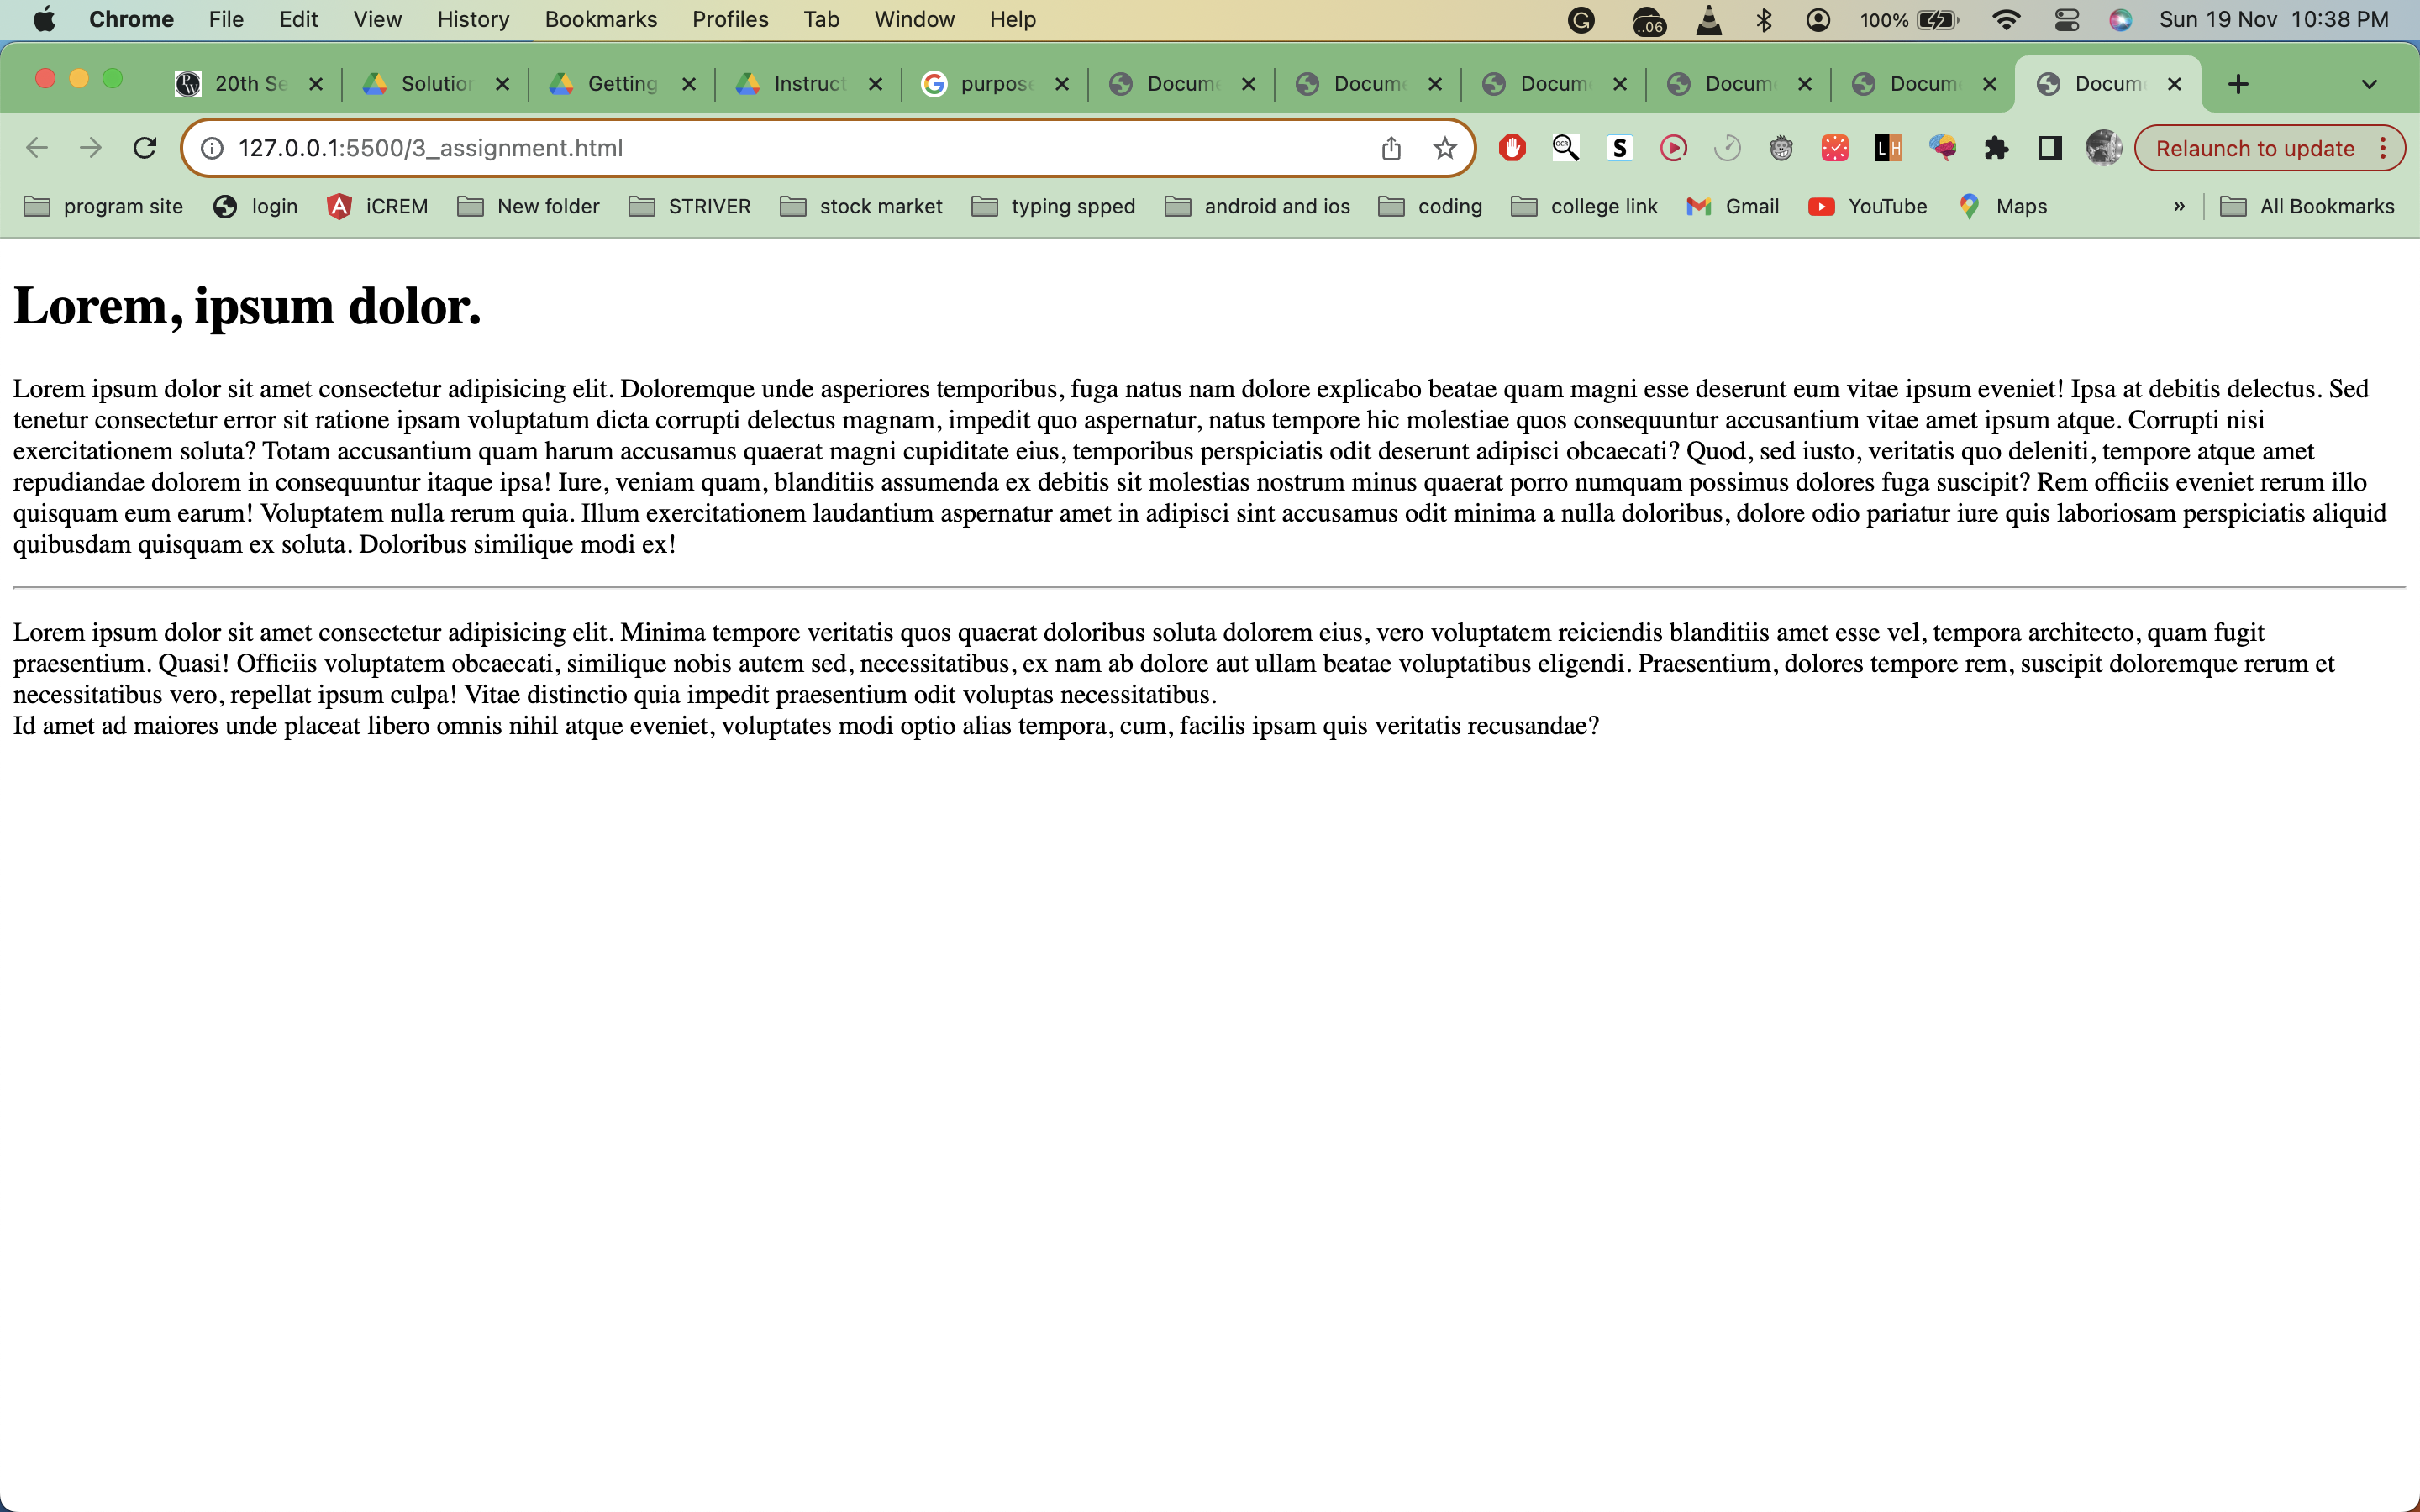 Chrome File Edit View History Bookmarks Profiles Tab Window Help ..06 100% Sun 19 Nov 10:38 PM
20th Se Solution Getting Instruct purpose Docume Docume Docum Docum Docum Docum
127.0.0.1:5500/3_assignment.html OCR S LH Relaunch to update
program site login iCREM New folder STRIVER stock market typing spped android and ios coding college link Gmail YouTube Maps » All Bookmarks
Lorem, ipsum dolor.
Lorem ipsum dolor sit amet consectetur adipisicing elit. Doloremque unde asperiores temporibus, fuga natus nam dolore explicabo beatae quam magni esse deserunt eum vitae ipsum eveniet! Ipsa at debitis delectus. Sed
tenetur consectetur error sit ratione ipsam voluptatum dicta corrupti delectus magnam, impedit quo aspernatur, natus tempore hic molestiae quos consequuntur accusantium vitae amet ipsum atque. Corrupti nisi
exercitationem soluta? Totam accusantium quam harum accusamus quaerat magni cupiditate eius, temporibus perspiciatis odit deserunt adipisci obcaecati? Quod, sed iusto, veritatis quo deleniti, tempore atque amet
repudiandae dolorem in consequuntur itaque ipsa! Iure, veniam quam, blanditiis assumenda ex debitis sit molestias nostrum minus quaerat porro numquam possimus dolores fuga suscipit? Rem officiis eveniet rerum illo
quisquam eum earum! Voluptatem nulla rerum quia. Illum exercitationem laudantium aspernatur amet in adipisci sint accusamus odit minima a nulla doloribus, dolore odio pariatur iure quis laboriosam perspiciatis aliquid
quibusdam quisquam ex soluta. Doloribus similique modi ex!
Lorem ipsum dolor sit amet consectetur adipisicing elit. Minima tempore veritatis quos quaerat doloribus soluta dolorem eius, vero voluptatem reiciendis blanditiis amet esse vel, tempora architecto, quam fugit
praesentium. Quasi! Officiis voluptatem obcaecati, similique nobis autem sed, necessitatibus, ex nam ab dolore aut ullam beatae voluptatibus eligendi. Praesentium, dolores tempore rem, suscipit doloremque rerum et
necessitatibus vero, repellat ipsum culpa! Vitae distinctio quia impedit praesentium odit voluptas necessitatibus.
Id amet ad maiores unde placeat libero omnis nihil atque eveniet, voluptates modi optio alias tempora, cum, facilis ipsam quis veritatis recusandae?